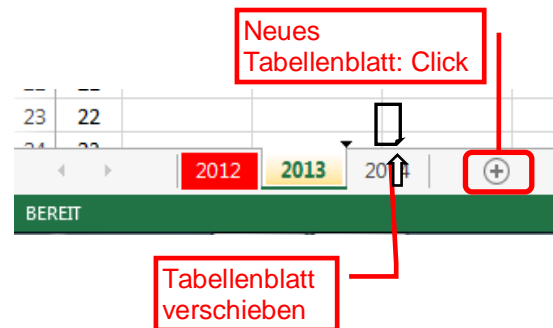 Neues
Tabellenblatt: Click
23 22
2012 2013
BEREIT
Tabellenblatt
verschieben